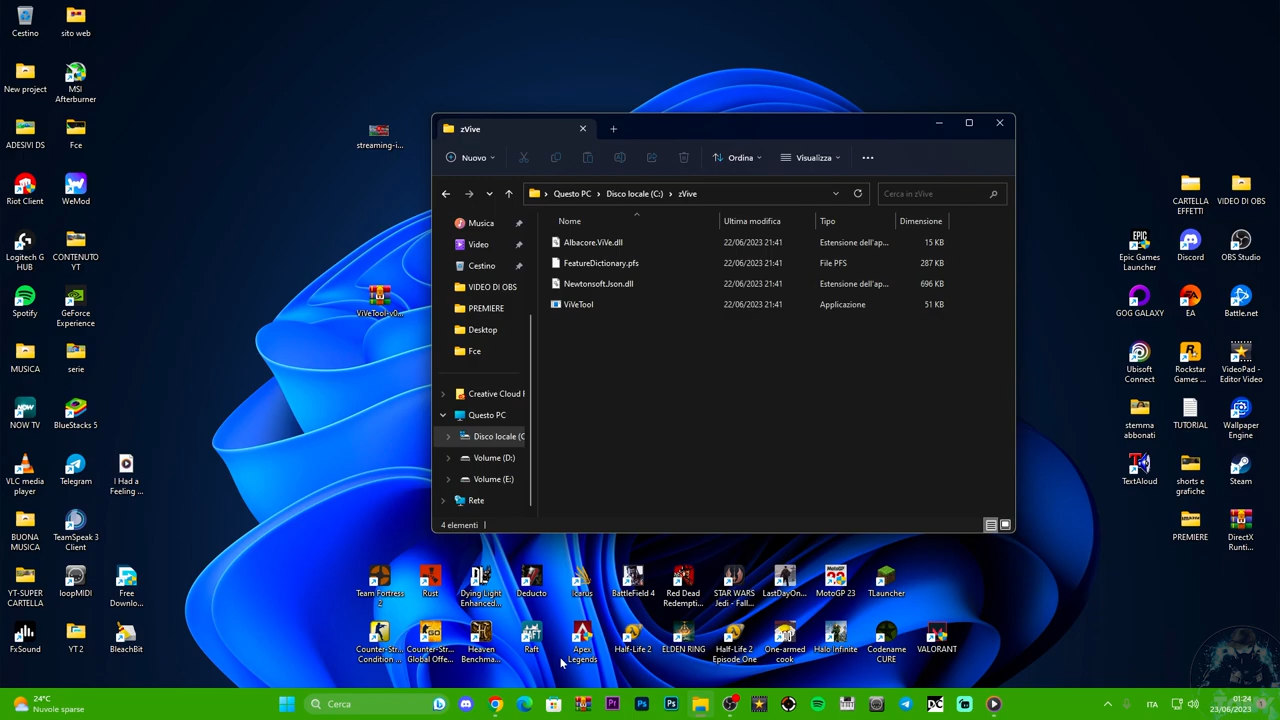 Cestino
sito web
New project
MSI
Afterburner
ADESIVI DS
Fce
Riot Client
WeMod
Logitech G
HUB
CONTENUTO
YT
Spotify
GeForce
Experience
MUSICA
serie
NOW TV
BlueStacks 5
VLC media
player
Telegram
I Had a
Feeling ...
BUONA
MUSICA
TeamSpeak 3
Client
YT-SUPER
CARTELLA
loopMIDI
Free
Downlo...
FxSound
YT 2
BleachBit
streaming-i...
ViVeTool-v0...
zVive
Nuovo
Ordina
Visualizza
Questo PC
Disco locale (C:)
zVive
Cerca in zVive
Musica
Video
Cestino
VIDEO DI OBS
PREMIERE
Desktop
Fce
Creative Cloud F
Questo PC
Disco locale (C
Volume (D:)
Volume (E:)
Rete
Nome
Ultima modifica
Tipo
Dimensione
Albacore.ViVe.dll
22/06/2023 21:41
Estensione dell'ap...
15 KB
FeatureDictionary.pfs
22/06/2023 21:41
File PFS
287 KB
Newtonsoft.Json.dll
22/06/2023 21:41
Estensione dell'ap...
696 KB
ViVeTool
22/06/2023 21:41
Applicazione
51 KB
4 elementi
CARTELLA
EFFETTI
VIDEO DI OBS
Epic Games
Launcher
Discord
OBS Studio
GOG GALAXY
EA
Battle.net
Ubisoft
Connect
Rockstar
Games ...
VideoPad -
Editor Video
stemma
abbonati
TUTORIAL
Wallpaper
Engine
TextAloud
shorts e
grafiche
Steam
PREMIERE
DirectX
Runti...
Team Fortress
2
Rust
Dying Light
Enhanced...
Deducto
Icarus
BattleField 4
Red Dead
Redempti...
STAR WARS
Jedi - Fall...
LastDayOn...
MotoGP 23
TLauncher
Counter-Str...
Condition ...
Counter-Str...
Global Offe...
Heaven
Benchma...
Raft
Apex
Legends
Half-Life 2
ELDEN RING
Half-Life 2
Episode One
One-armed
cook
Halo Infinite
Codename
CURE
VALORANT
24°C
Nuvole sparse
Cerca
ITA
01:24
23/06/2023